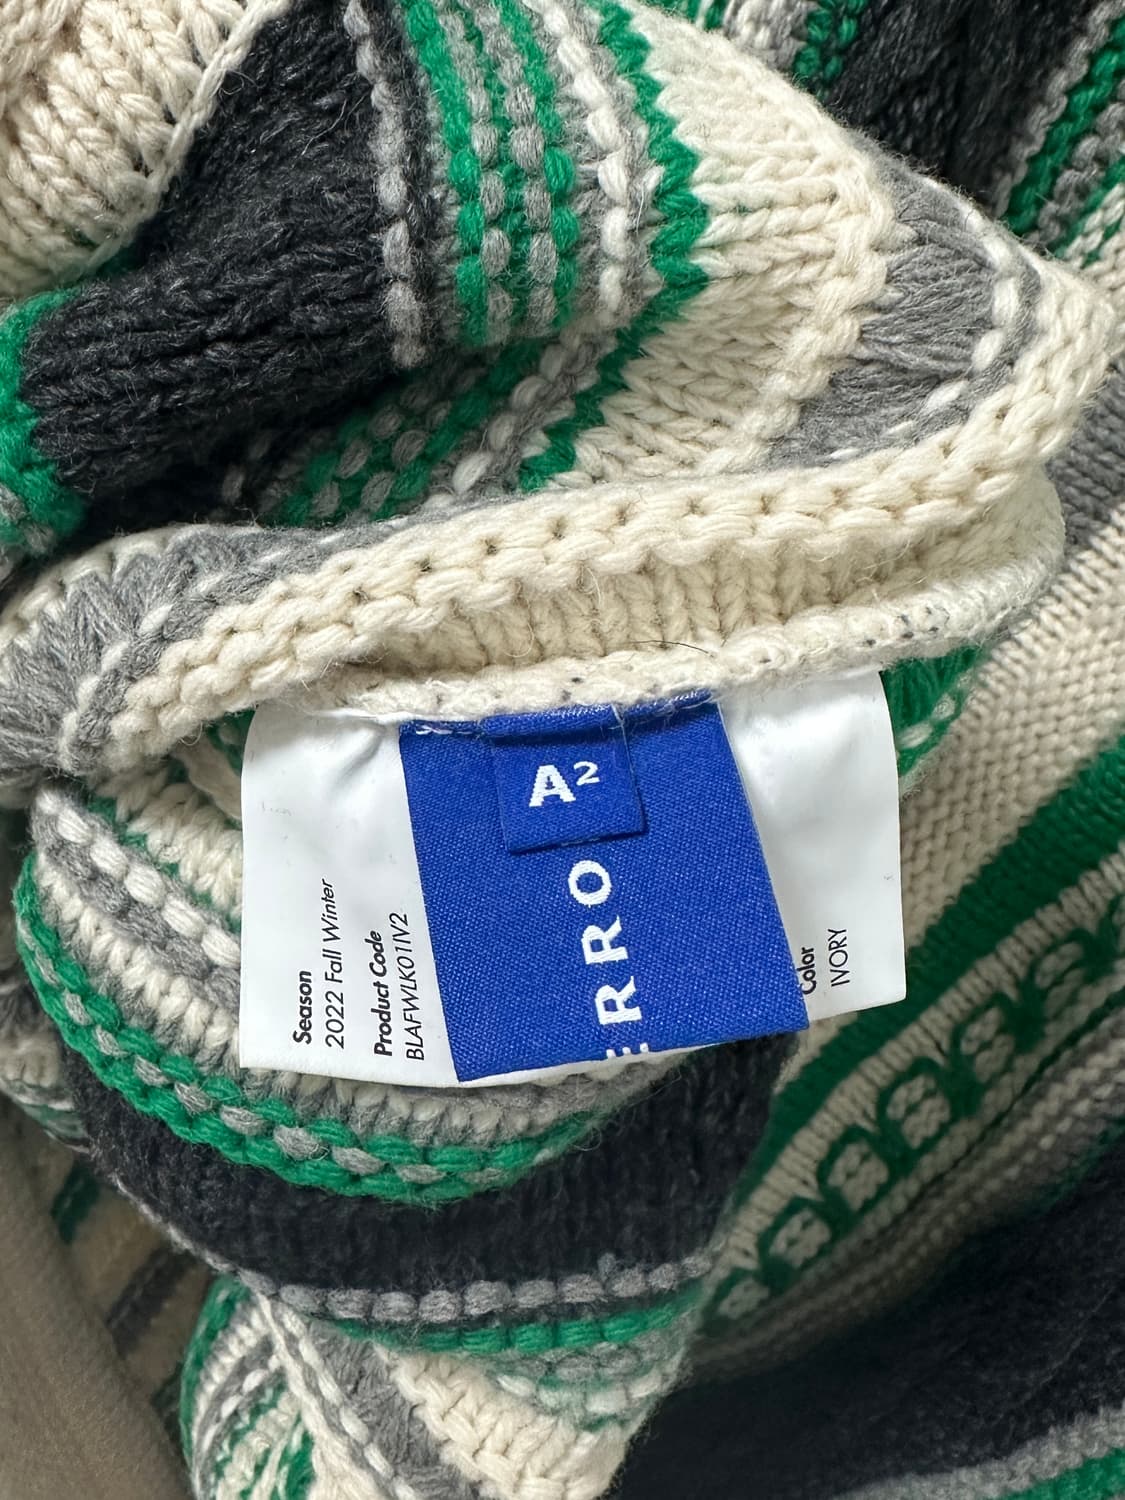 A²
ERRO
Season
2022 Fall Winter
Product Code
BLAFWLK01IV2
Color
IVORY